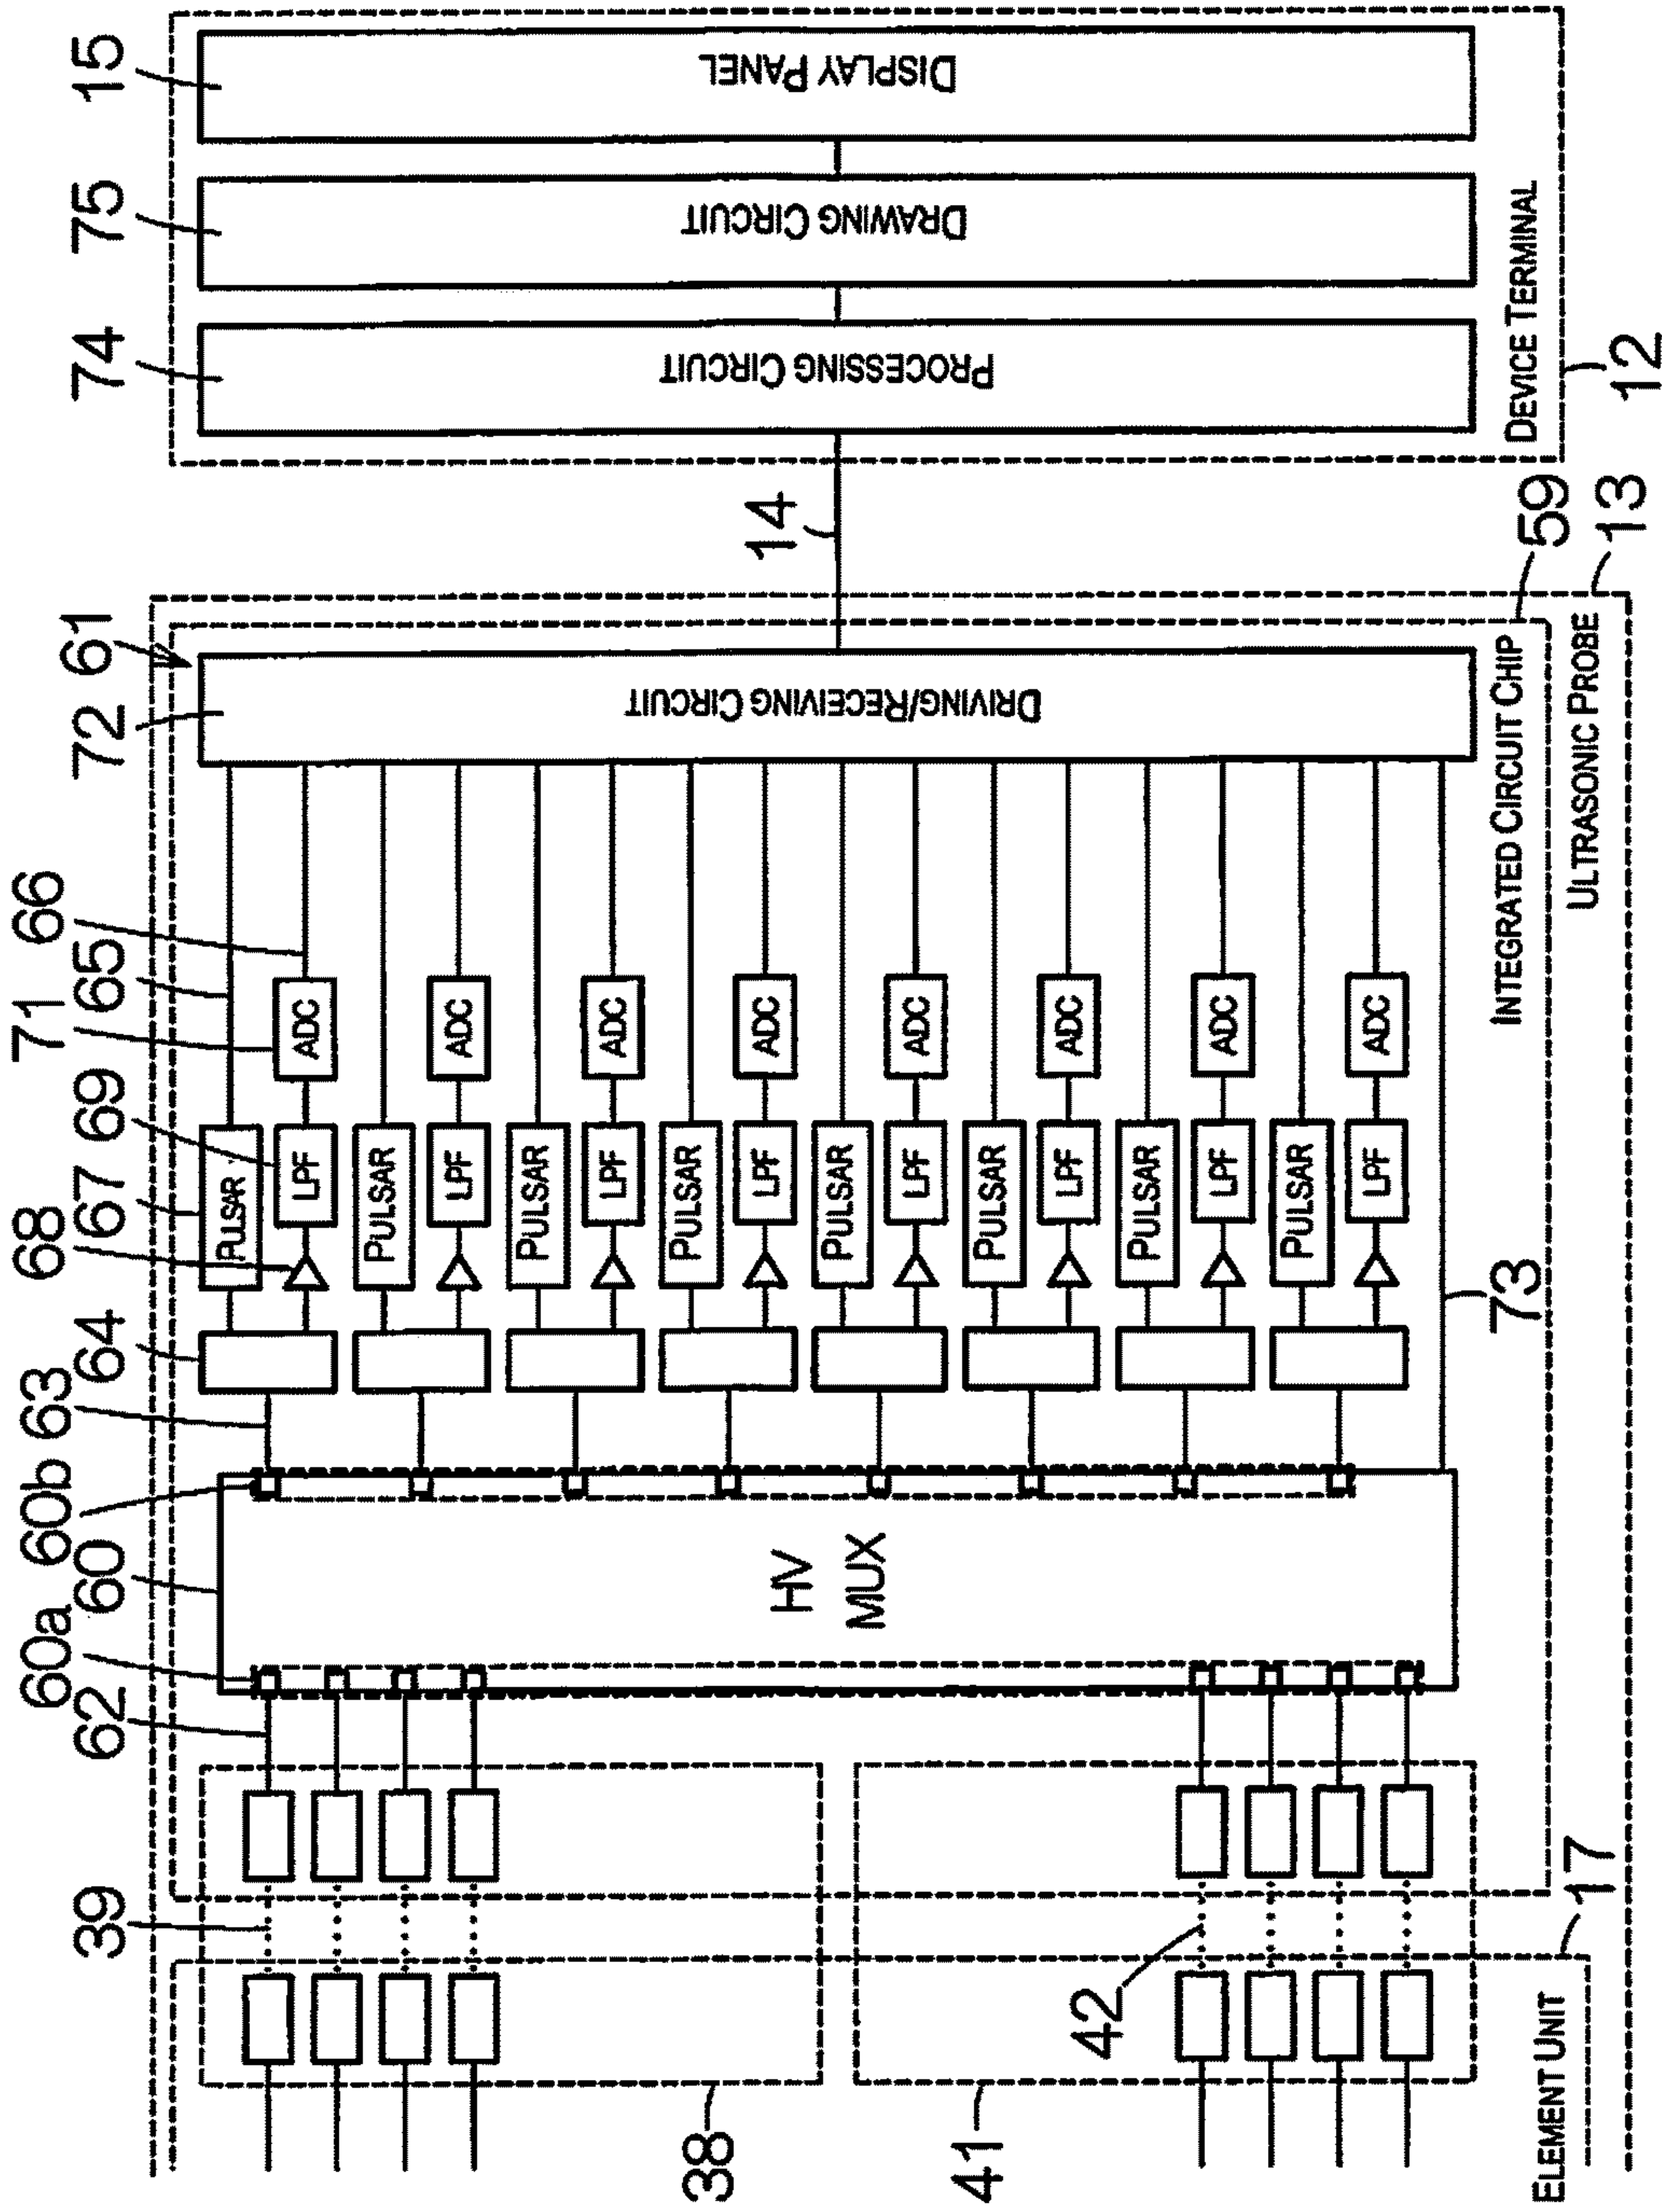 15
DISPLAY PANEL
75
DRAWING CIRCUIT
74
PROCESSING CIRCUIT
DEVICE TERMINAL
12
14
59
13
61
72
DRIVING/RECEIVING CIRCUIT
INTEGRATED CIRCUIT CHIP
ULTRASONIC PROBE
66
65
71
ADC
ADC
ADC
ADC
ADC
ADC
ADC
ADC
69
67
68
PULSAR
LPF
PULSAR
LPF
PULSAR
LPF
PULSAR
LPF
PULSAR
LPF
PULSAR
LPF
PULSAR
LPF
PULSAR
LPF
73
64
63
60b
60
60a
62
HV
MUX
39
42
17
38
41
ELEMENT UNIT